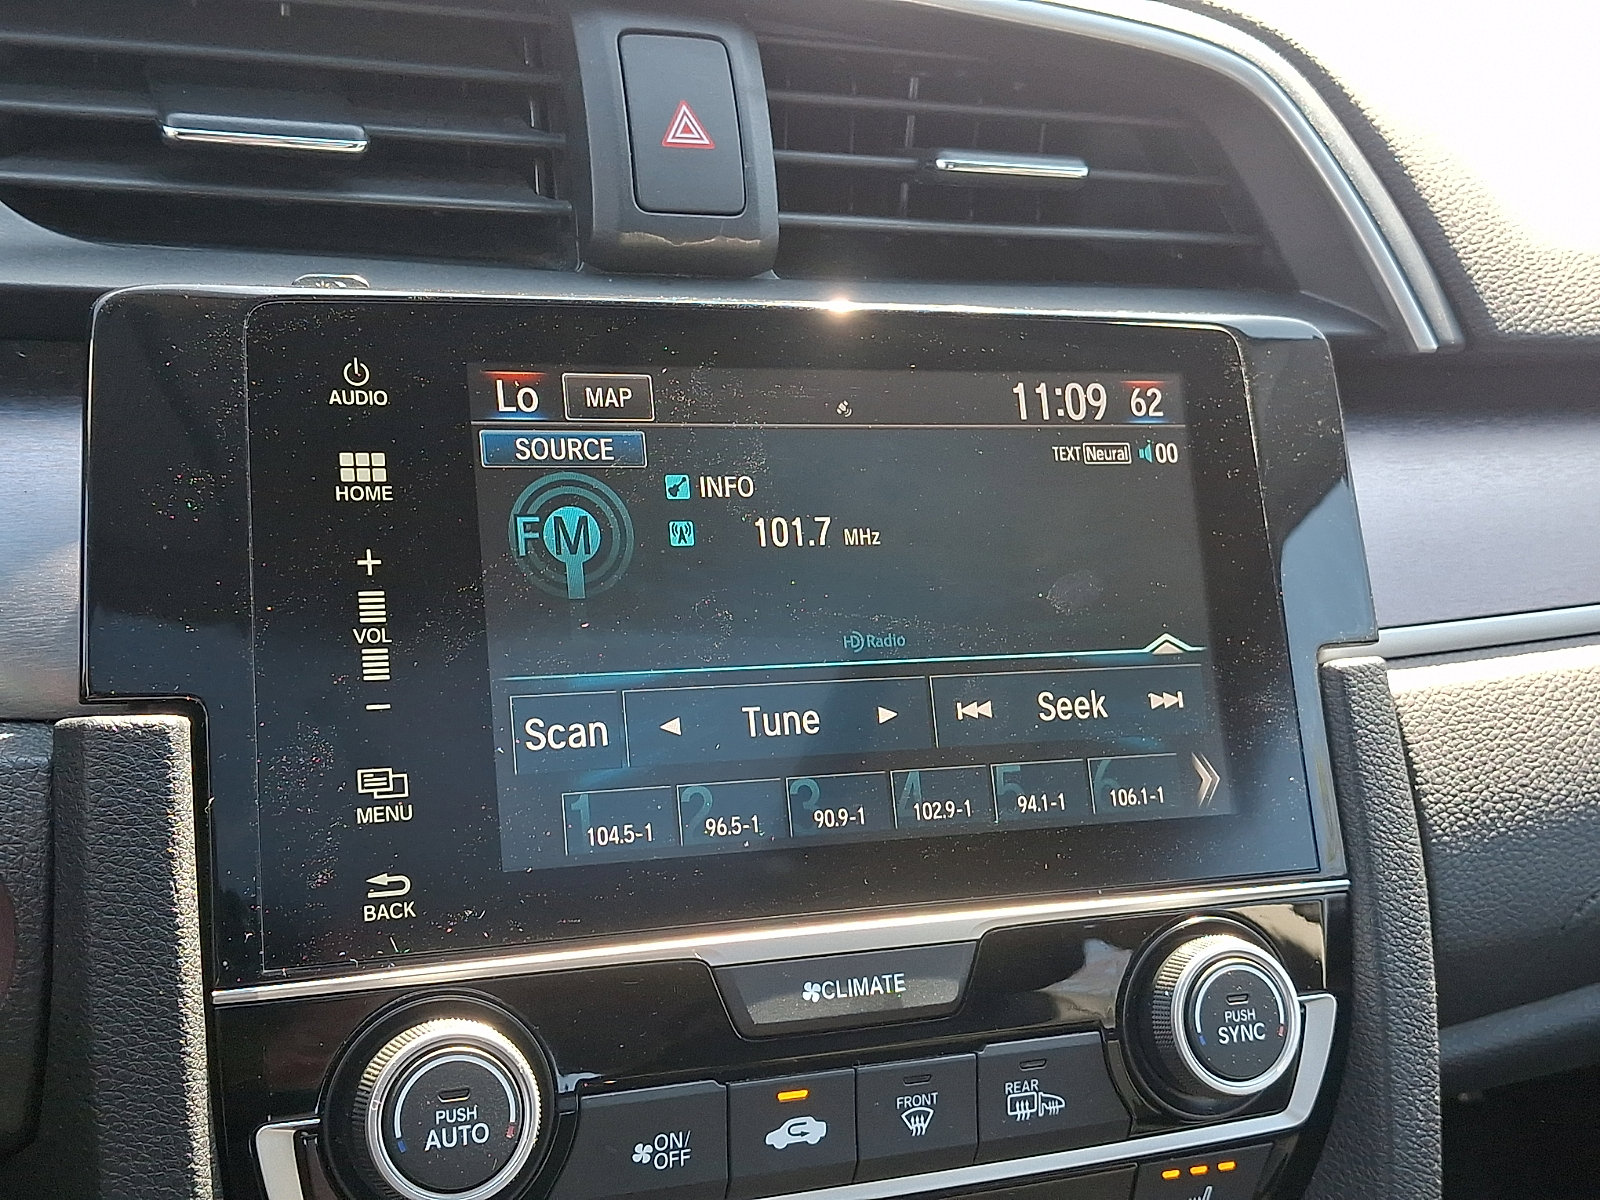 AUDIO
HOME
+
VOL
-
MENU
BACK
Lo MAP 11:09 62
SOURCE TEXT Neural 00
FM
INFO
101.7 MHz
HD Radio
Scan Tune Seek
1 2 3 4 5 6
104.5-1 96.5-1 90.9-1 102.9-1 94.1-1 106.1-1
CLIMATE
PUSH
AUTO
PUSH
SYNC
ON/
OFF
FRONT
REAR